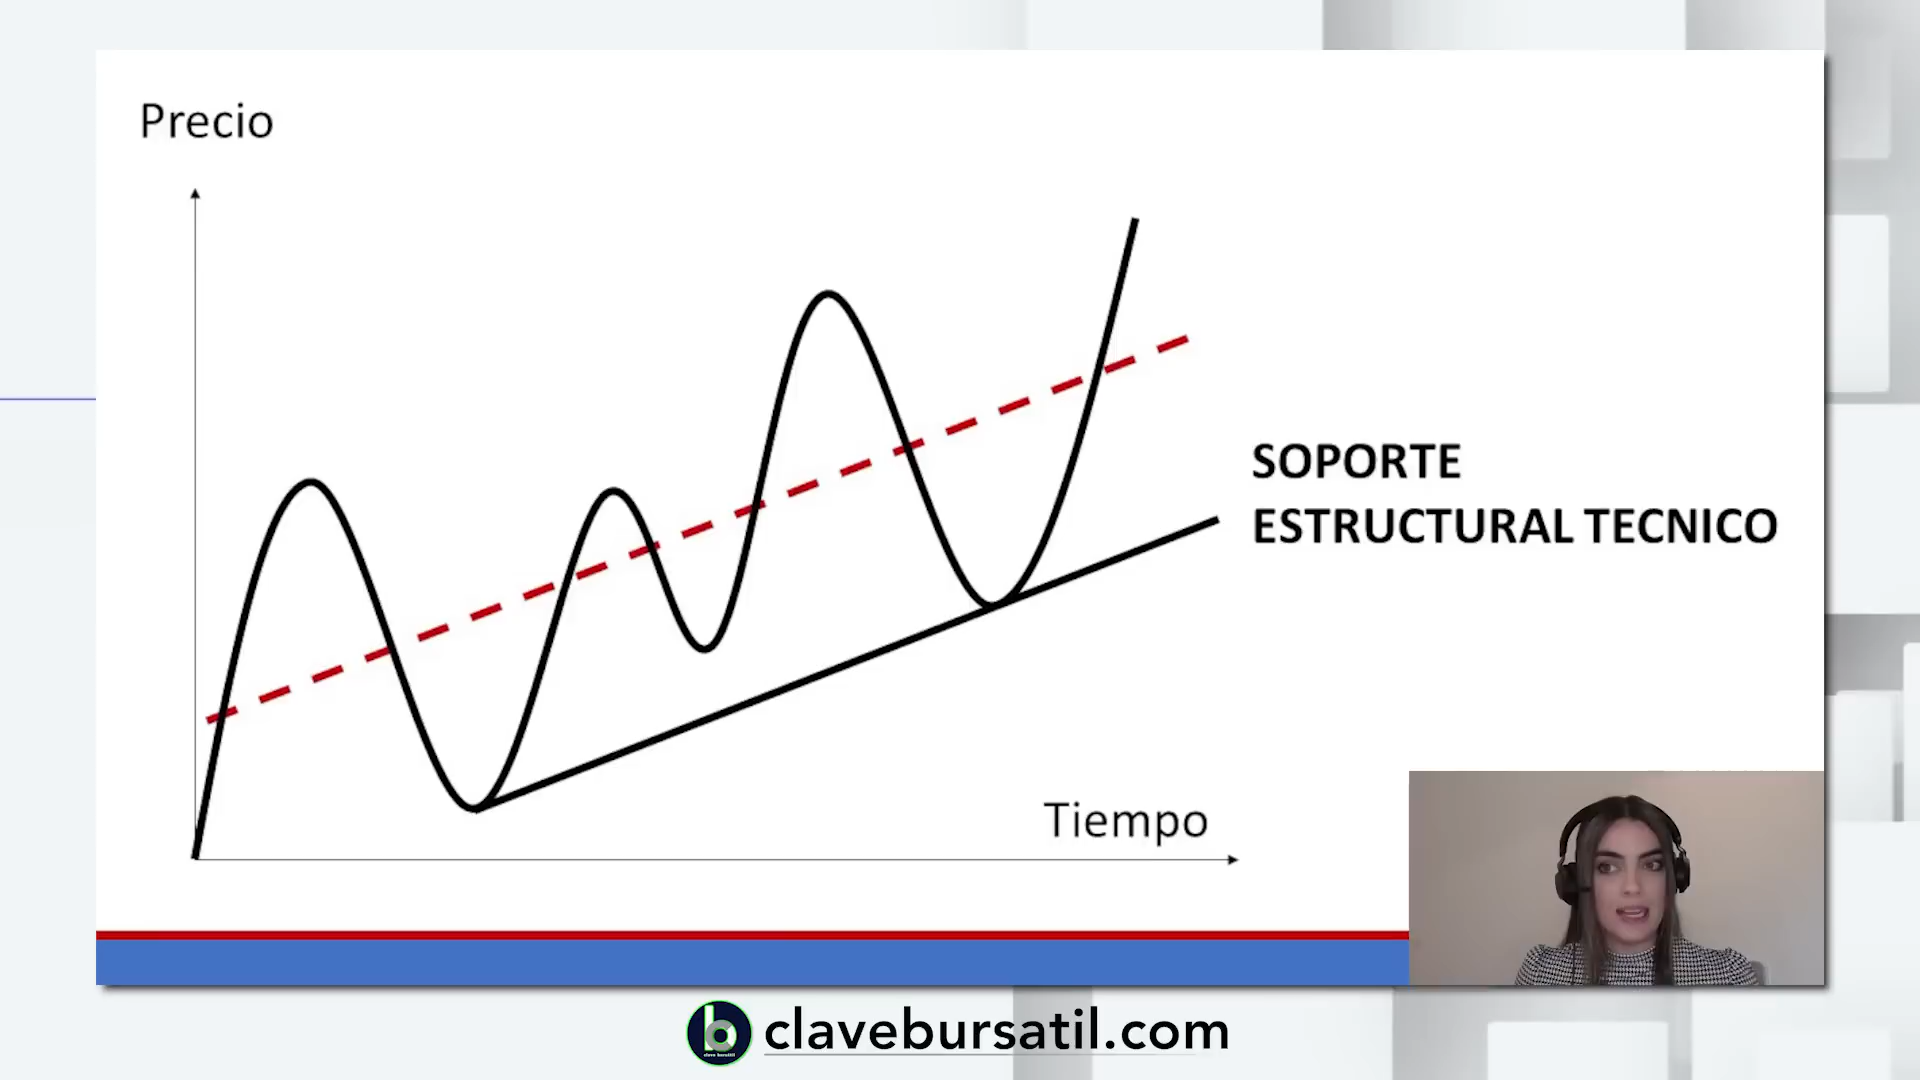 Precio
SOPORTE
ESTRUCTURAL TECNICO
Tiempo
clavebursatil.com